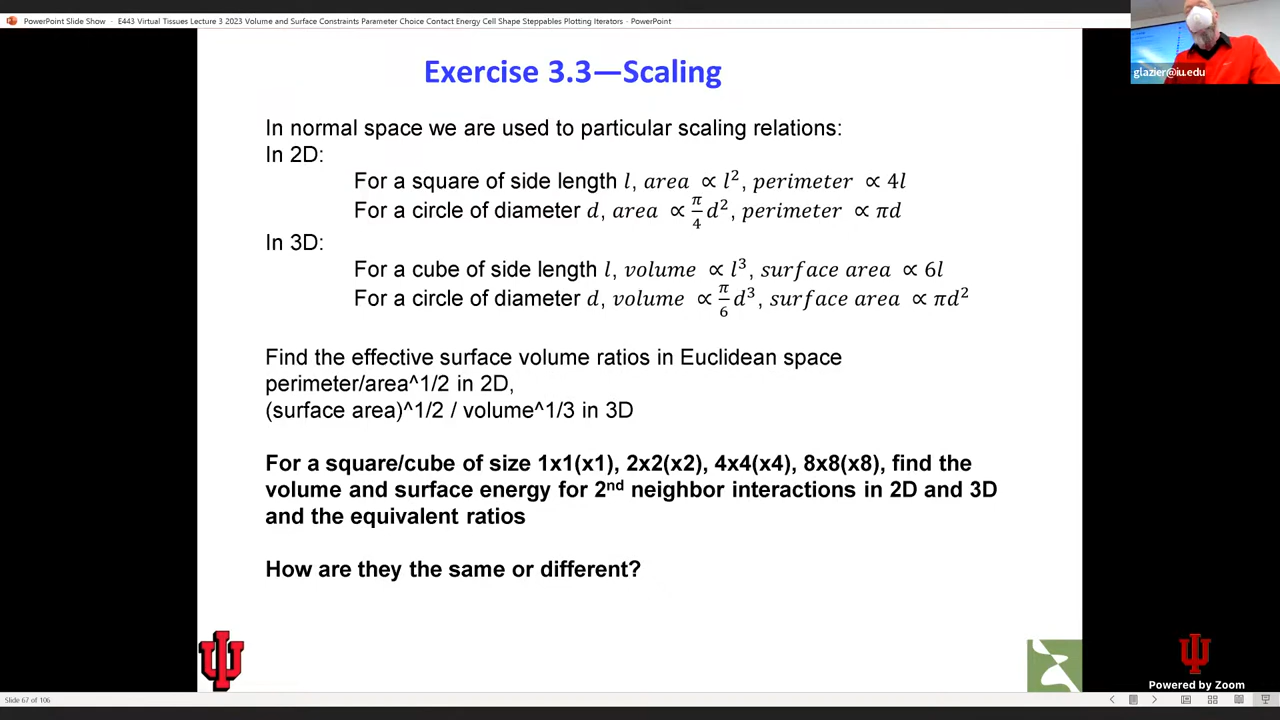 PowerPoint Slide Show - E443 Virtual Tissues Lecture 3 2023 Volume and Surface Constraints Parameter Choice Contact Energy Cell Shape Steppables Plotting Iterators - PowerPoint
glazier@iu.edu
Exercise 3.3—Scaling
In normal space we are used to particular scaling relations:
In 2D:
For a square of side length l, area ∝ l², perimeter ∝ 4l
For a circle of diameter d, area ∝ π/4 d², perimeter ∝ πd
In 3D:
For a cube of side length l, volume ∝ l³, surface area ∝ 6l
For a circle of diameter d, volume ∝ π/6 d³, surface area ∝ πd²
Find the effective surface volume ratios in Euclidean space
perimeter/area^1/2 in 2D,
(surface area)^1/2 / volume^1/3 in 3D
For a square/cube of size 1x1(x1), 2x2(x2), 4x4(x4), 8x8(x8), find the
volume and surface energy for 2nd neighbor interactions in 2D and 3D
and the equivalent ratios
How are they the same or different?
Powered by Zoom
Slide 67 of 106